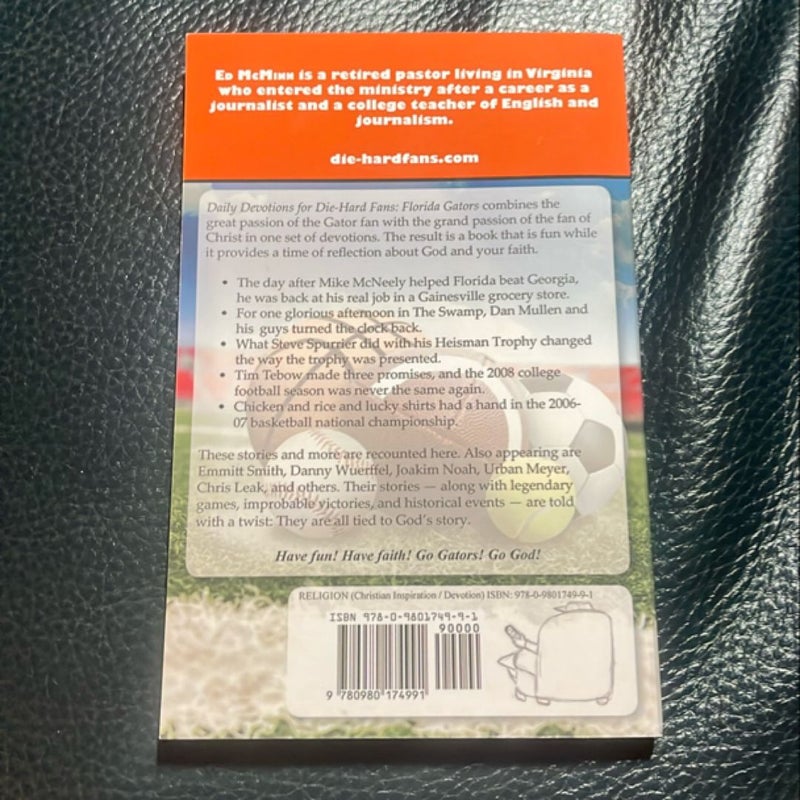 Ed McMinn is a retired pastor living in Virginia
who entered the ministry after a career as a
journalist and a college teacher of English and
journalism.
die-hardfans.com
Daily Devotions for Die-Hard Fans: Florida Gators combines the
great passion of the Gator fan with the grand passion of the fan of
Christ in one set of devotions. The result is a book that is fun while
it provides a time of reflection about God and your faith.
• The day after Mike McNeely helped Florida beat Georgia,
he was back at his real job in a Gainesville grocery store.
• For one glorious afternoon in The Swamp, Dan Mullen and
his guys turned the clock back.
• What Steve Spurrier did with his Heisman Trophy changed
the way the trophy was presented.
• Tim Tebow made three promises, and the 2008 college
football season was never the same again.
• Chicken and rice and lucky shirts had a hand in the 2006-
07 basketball national championship.
These stories and more are recounted here. Also appearing are
Emmitt Smith, Danny Wuerffel, Joakim Noah, Urban Meyer,
Chris Leak, and others. Their stories — along with legendary
games, improbable victories, and historical events — are told
with a twist: They are all tied to God's story.
Have fun! Have faith! Go Gators! Go God!
RELIGION (Christian Inspiration / Devotion) ISBN: 978-0-9801749-9-1
ISBN 978-0-9801749-9-1
90000
9 780980 174991